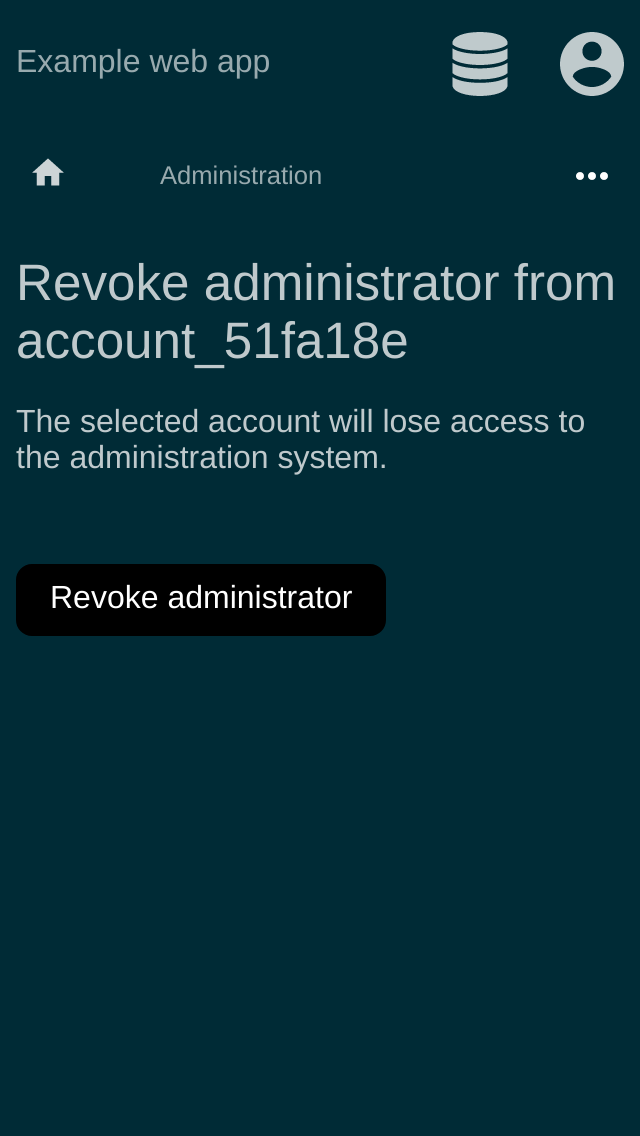 Example web app
Administration
Revoke administrator from
account_51fa18e
The selected account will lose access to
the administration system.
Revoke administrator